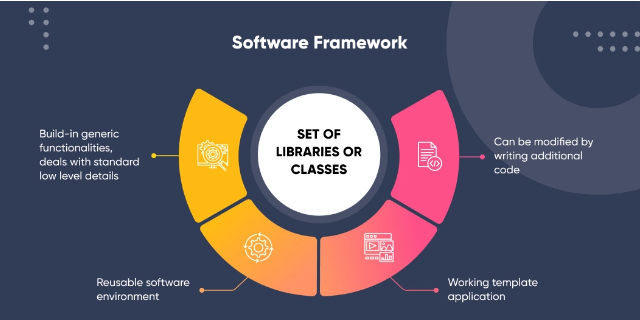 Software Framework
SET OF
LIBRARIES OR
CLASSES
Build-in generic
functionalities,
deals with standard
low level details
Can be modified by
writing additional
code
Reusable software
environment
Working template
application